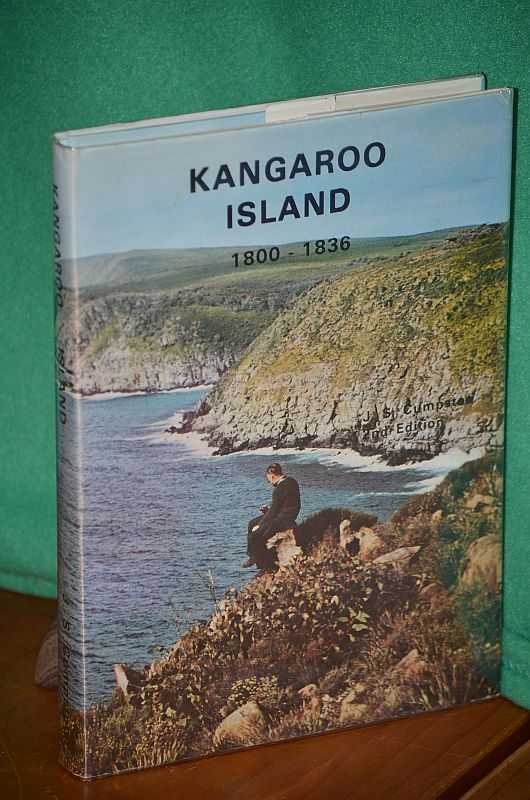 KANGAROO
ISLAND
1800 - 1836
J. S. Cumpston
2nd Edition
KANGAROO ISLAND